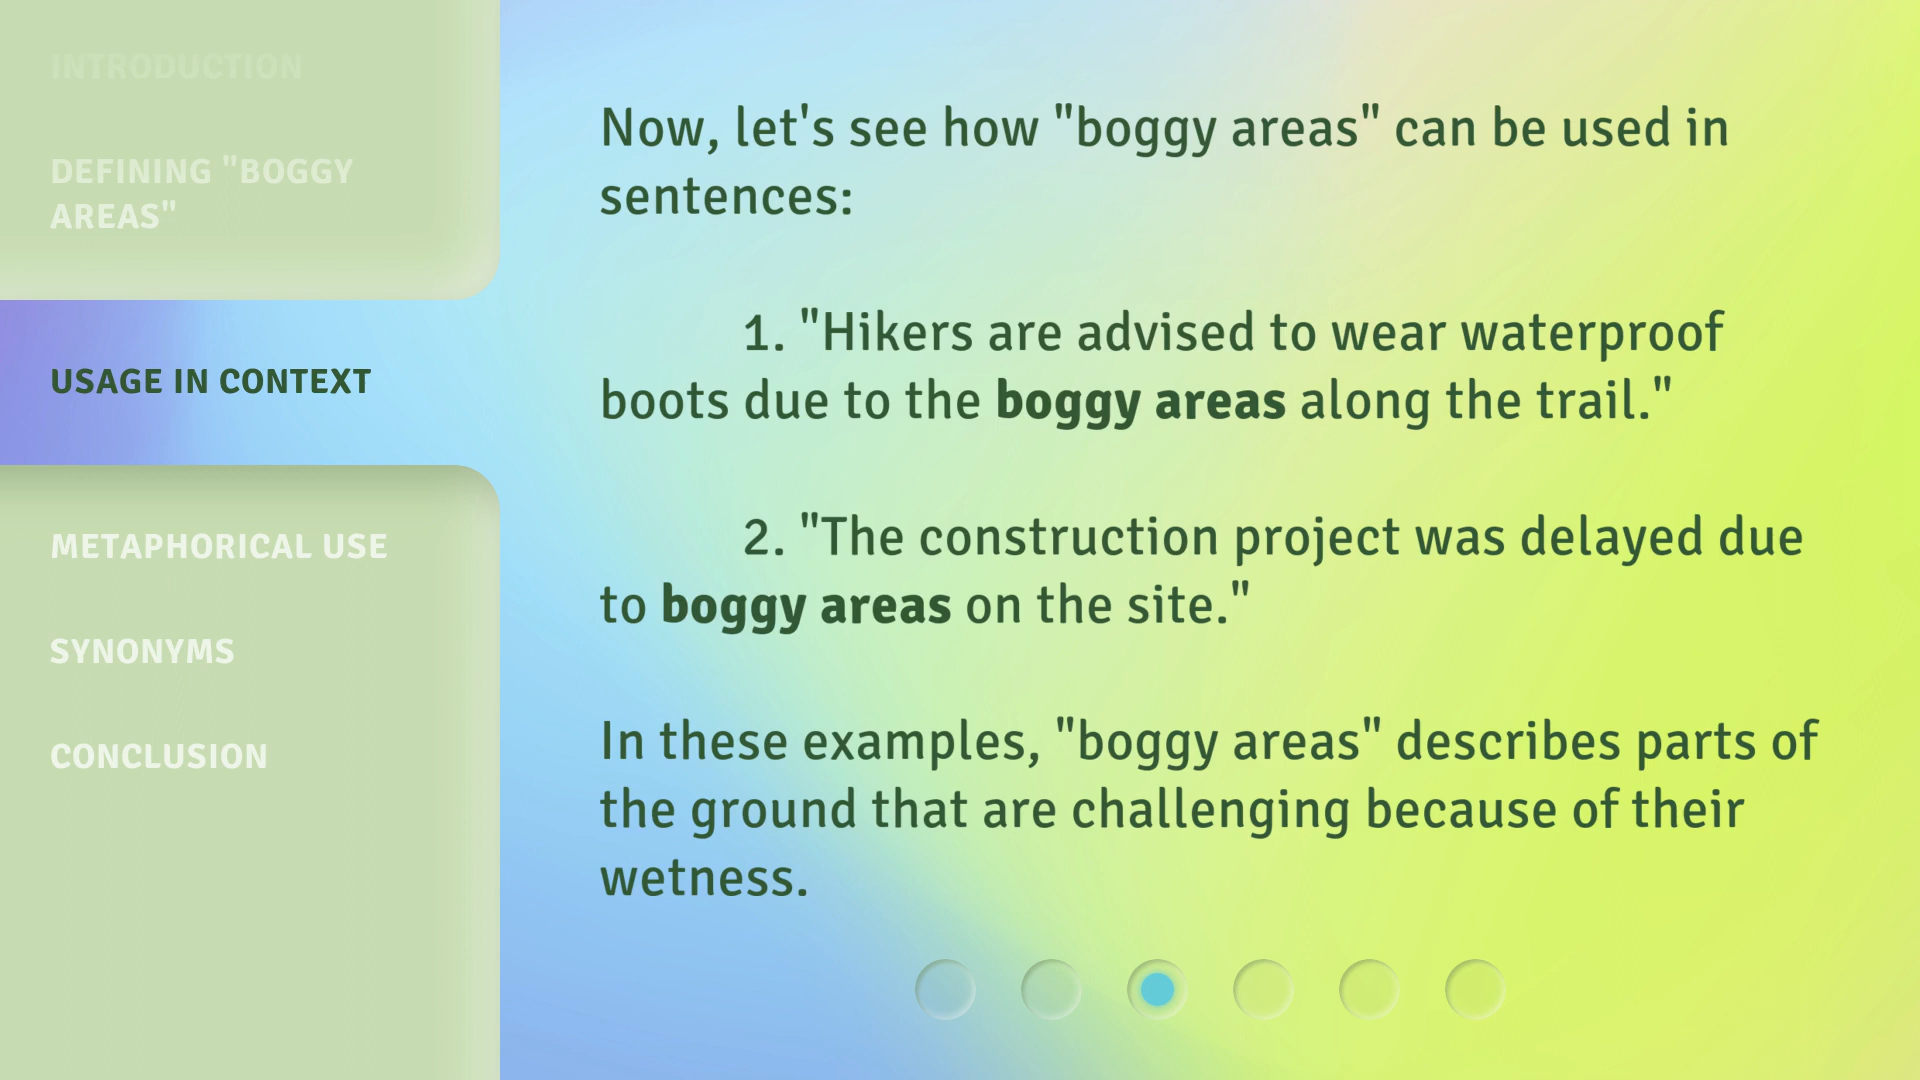 INTRODUCTION
DEFINING "BOGGY
AREAS"
USAGE IN CONTEXT
METAPHORICAL USE
SYNONYMS
CONCLUSION
Now, let's see how "boggy areas" can be used in
sentences:
1. "Hikers are advised to wear waterproof
boots due to the boggy areas along the trail."
2. "The construction project was delayed due
to boggy areas on the site."
In these examples, "boggy areas" describes parts of
the ground that are challenging because of their
wetness.